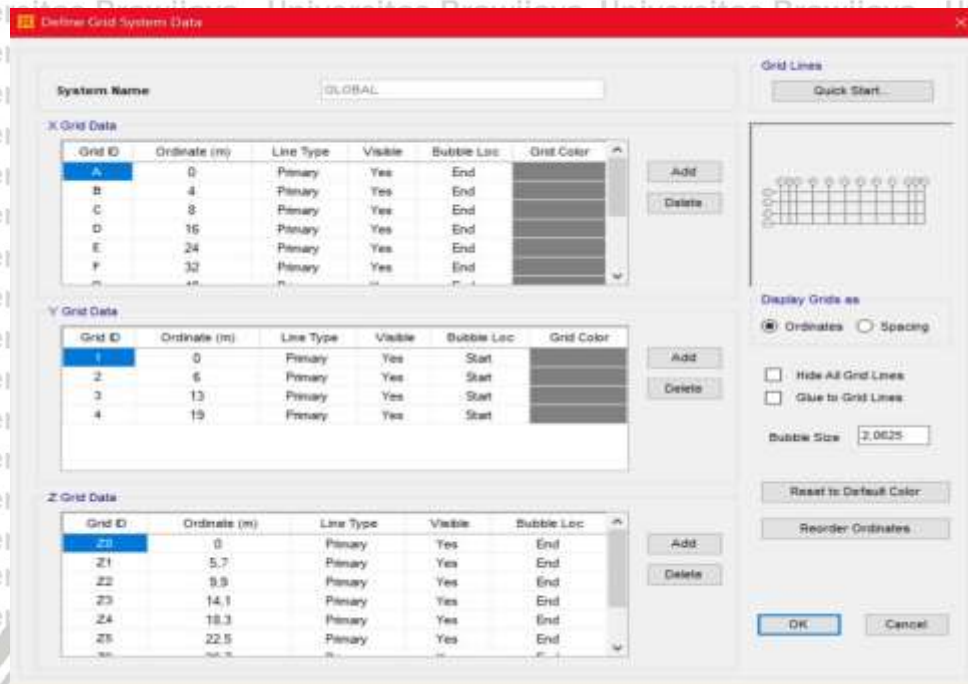 Universitas Brawijaya Universitas Brawijaya Universitas Brawijaya
Define Grid System Data
System Name GLOBAL
Grid Lines
Quick Start...
X Grid Data
Grid ID Ordinate (m) Line Type Visible Bubble Loc Grid Color
A 0 Primary Yes End
B 4 Primary Yes End
C 8 Primary Yes End
D 16 Primary Yes End
E 24 Primary Yes End
F 32 Primary Yes End
Add
Delete
Y Grid Data
Grid ID Ordinate (m) Line Type Visible Bubble Loc Grid Color
1 0 Primary Yes Start
2 6 Primary Yes Start
3 13 Primary Yes Start
4 19 Primary Yes Start
Add
Delete
Display Grids as
Ordinates Spacing
Hide All Grid Lines
Glue to Grid Lines
Bubble Size 2,0625
Z Grid Data
Grid ID Ordinate (m) Line Type Visible Bubble Loc
Z0 0 Primary Yes End
Z1 5.7 Primary Yes End
Z2 9.9 Primary Yes End
Z3 14.1 Primary Yes End
Z4 18.3 Primary Yes End
Z5 22.5 Primary Yes End
Add
Delete
Reset to Default Color
Reorder Ordinates
OK Cancel